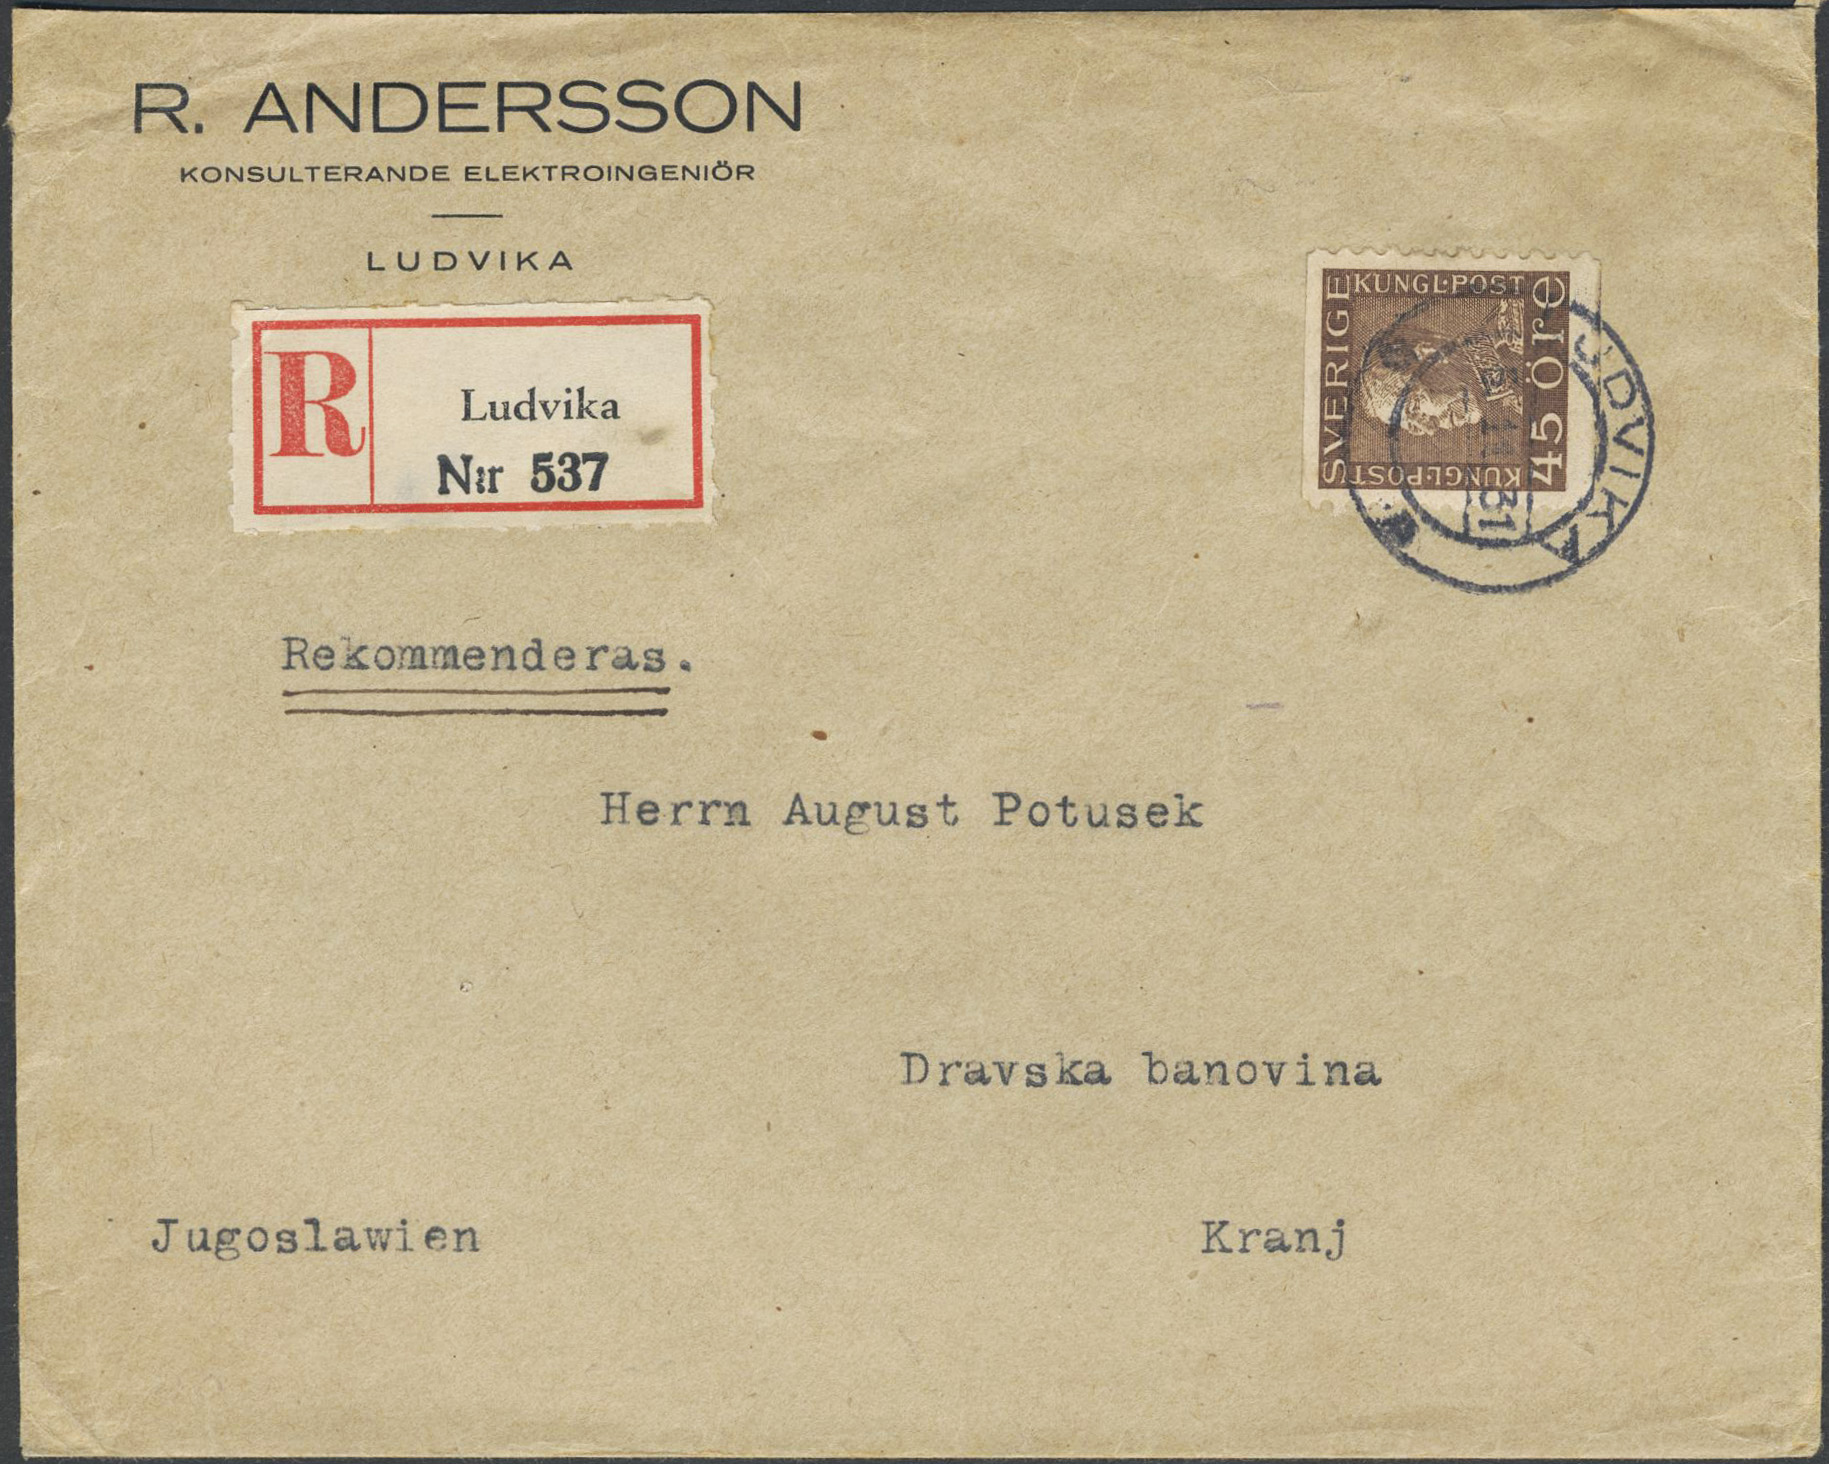 R. ANDERSSON
KONSULTERANDE ELEKTROINGENIÖR
LUDVIKA
R
Ludvika
N:r 537
SVERIGE
KUNGL·POST
KUNGL·POST
45 öre
31
Rekommenderas.
Herrn August Potusek
Dravska banovina
Jugoslawien
Kranj